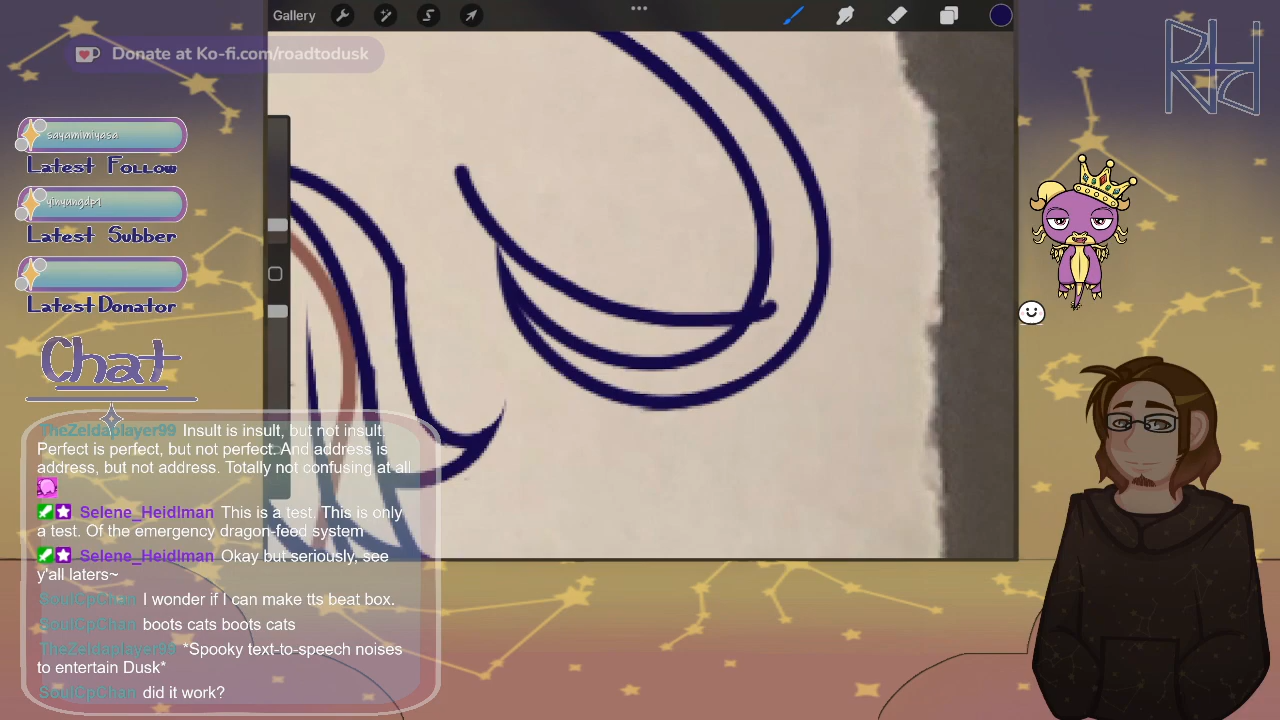 Gallery
Donate at Ko-fi.com/roadtodusk
sayamimiyasa
Latest Follow
yinyangdp1
Latest Subber
Latest Donator
Chat
TheZeldaplayer99 Insult is insult, but not insult.
Perfect is perfect, but not perfect. And address is
address, but not address. Totally not confusing at all
Selene_Heidlman This is a test. This is only
a test. Of the emergency dragon-feed system
Selene_Heidlman Okay but seriously, see
y'all laters~
SoulCpChan I wonder if I can make tts beat box.
SoulCpChan boots cats boots cats
TheZeldaplayer99 *Spooky text-to-speech noises
to entertain Dusk*
SoulCpChan did it work?